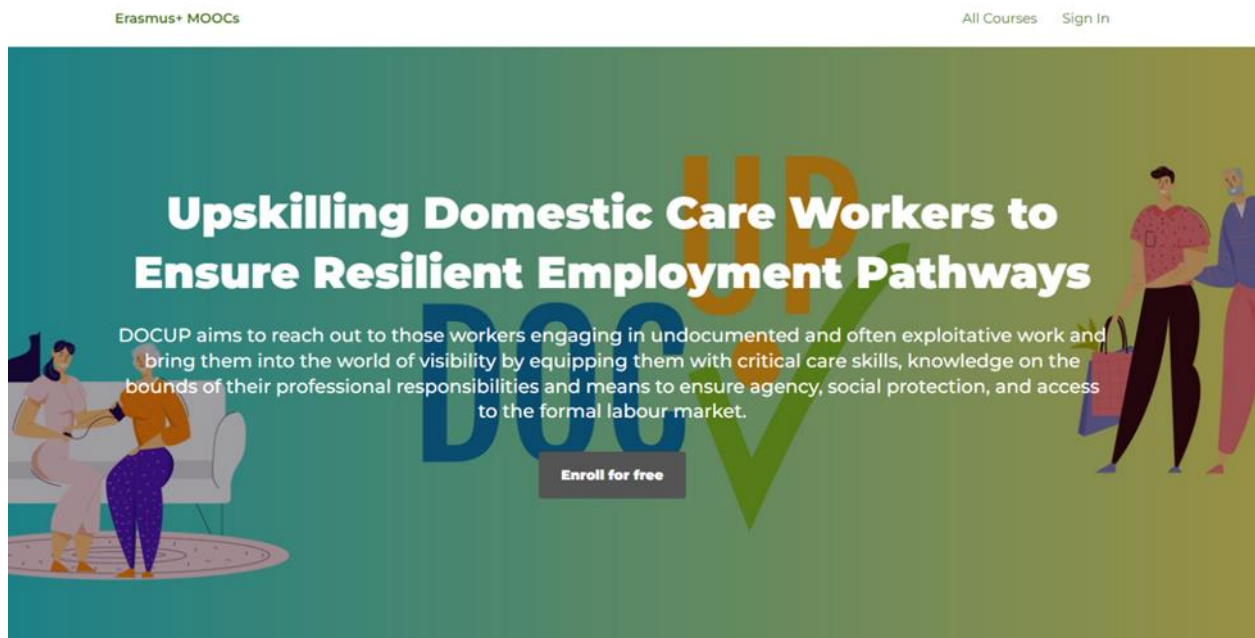 Erasmus+ MOOCs
All Courses Sign In
UP
DOC
Upskilling Domestic Care Workers to
Ensure Resilient Employment Pathways
DOCUP aims to reach out to those workers engaging in undocumented and often exploitative work and
bring them into the world of visibility by equipping them with critical care skills, knowledge on the
bounds of their professional responsibilities and means to ensure agency, social protection, and access
to the formal labour market.
Enroll for free